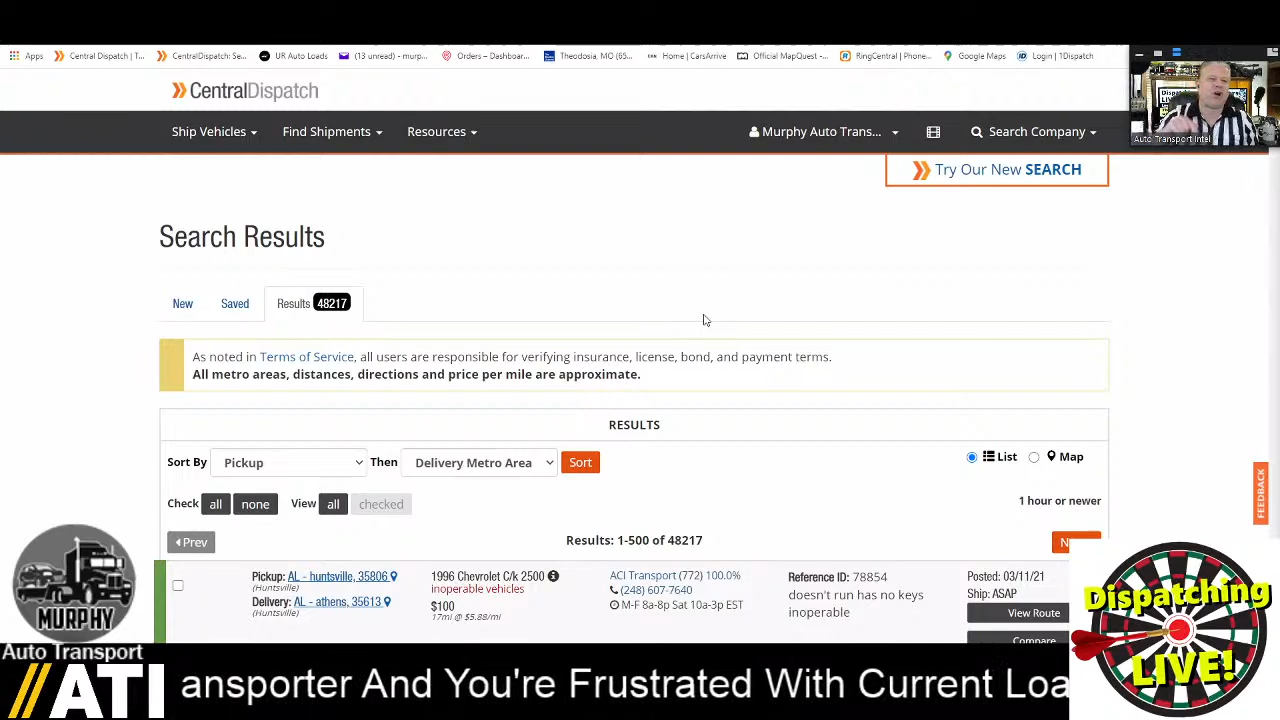 Apps
Central Dispatch | T...
CentralDispatch: Se...
UR Auto Loads
(13 unread) - murp...
Orders – Dashboar...
Theodosia, MO (65...
Home | CarsArrive
Official MapQuest -...
RingCentral | Phone...
Google Maps
Login | 1Dispatch
CentralDispatch
Ship Vehicles
Find Shipments
Resources
Murphy Auto Trans...
Search Company
Auto Transport Intel
Try Our New SEARCH
Search Results
New
Saved
Results 48217
As noted in Terms of Service, all users are responsible for verifying insurance, license, bond, and payment terms.
All metro areas, distances, directions and price per mile are approximate.
RESULTS
Sort By Pickup Then Delivery Metro Area Sort
List Map
Check all none View all checked
1 hour or newer
Prev
Results: 1-500 of 48217
Pickup: AL - huntsville, 35806
(Huntsville)
Delivery: AL - athens, 35613
(Huntsville)
1996 Chevrolet C/k 2500
inoperable vehicles
$100
17mi @ $5.88/mi
ACI Transport (772) 100.0%
(248) 607-7640
M-F 8a-8p Sat 10a-3p EST
Reference ID: 78854
doesn't run has no keys
inoperable
Posted: 03/11/21
Ship: ASAP
View Route
Compare
FEEDBACK
MURPHY
Auto Transport
ATI
ansporter And You're Frustrated With Current Loa
Dispatching
LIVE!